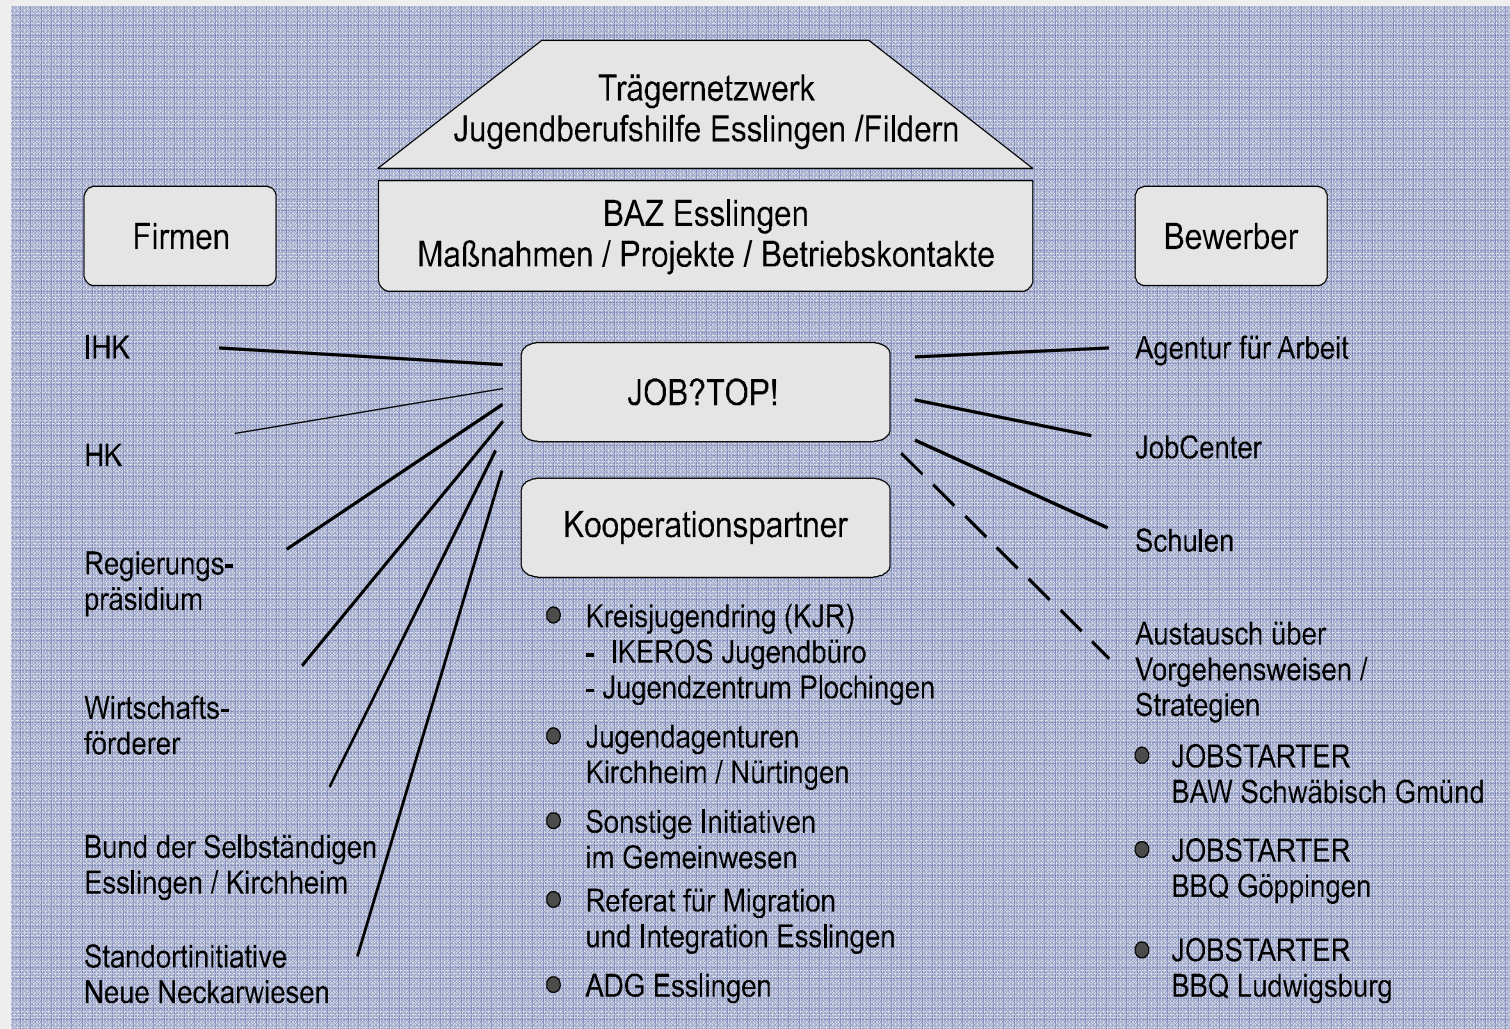 Trägernetzwerk
Jugendberufshilfe Esslingen /Fildern
BAZ Esslingen
Maßnahmen / Projekte / Betriebskontakte
Firmen
IHK
HK
Regierungs-
präsidium
Wirtschafts-
förderer
Bund der Selbständigen
Esslingen / Kirchheim
Standortinitiative
Neue Neckarwiesen
JOB?TOP!
Kooperationspartner
Kreisjugendring (KJR)
- IKEROS Jugendbüro
- Jugendzentrum Plochingen
Jugendagenturen
Kirchheim / Nürtingen
Sonstige Initiativen
im Gemeinwesen
Referat für Migration
und Integration Esslingen
ADG Esslingen
Bewerber
Agentur für Arbeit
JobCenter
Schulen
Austausch über
Vorgehensweisen /
Strategien
JOBSTARTER
BAW Schwäbisch Gmünd
JOBSTARTER
BBQ Göppingen
JOBSTARTER
BBQ Ludwigsburg